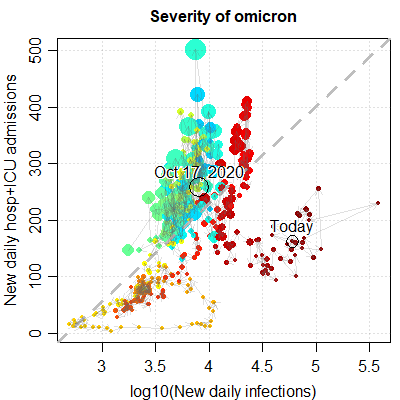 Severity of omicron
New daily hosp+ICU admissions
500
400
300
200
100
0
Oct 17, 2020
Today
3
3.5
4
4.5
5
5.5
log10(New daily infections)